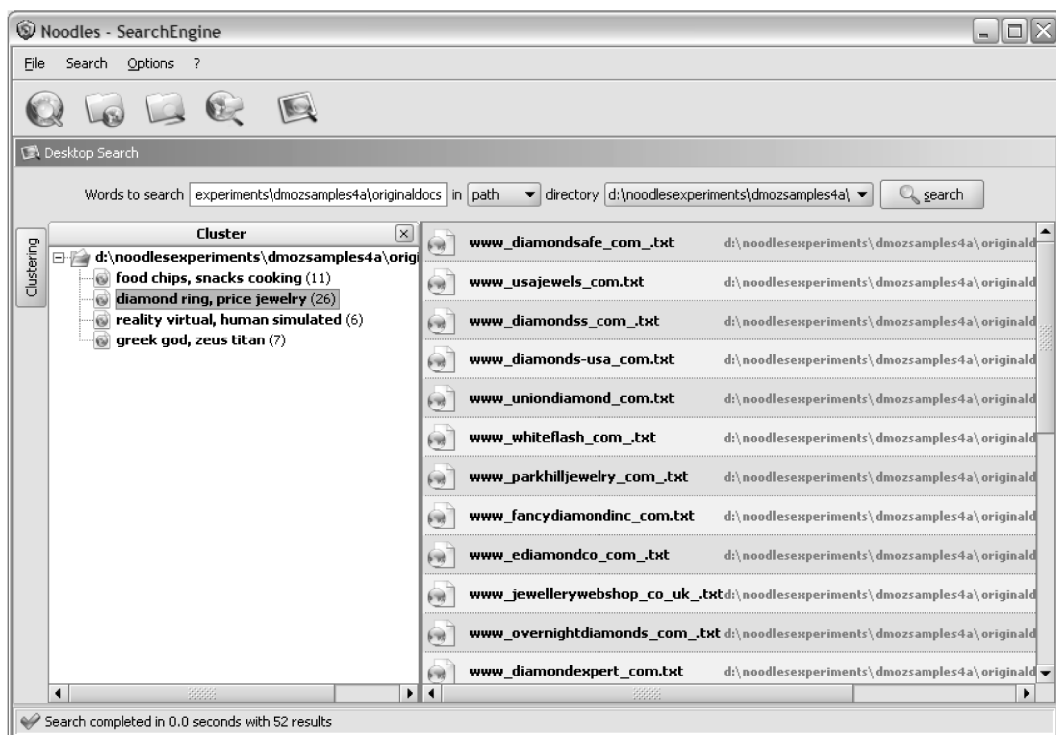 Noodles - SearchEngine
File Search Options ?
Desktop Search
Words to search experiments\dmozsamples4a\originaldocs in path directory d:\noodlesexperiments\dmozsamples4a\ search
Clustering
Cluster
d:\noodlesexperiments\dmozsamples4a\origi
food chips, snacks cooking (11)
diamond ring, price jewelry (26)
reality virtual, human simulated (6)
greek god, zeus titan (7)
www_diamondsafe_com_.txt d:\noodlesexperiments\dmozsamples4a\originald
www_usajewels_com.txt d:\noodlesexperiments\dmozsamples4a\originald
www_diamondss_com_.txt d:\noodlesexperiments\dmozsamples4a\originald
www_diamonds-usa_com.txt d:\noodlesexperiments\dmozsamples4a\originald
www_uniondiamond_com.txt d:\noodlesexperiments\dmozsamples4a\originald
www_whiteflash_com_.txt d:\noodlesexperiments\dmozsamples4a\originald
www_parkhilljewelry_com_.txt d:\noodlesexperiments\dmozsamples4a\originald
www_fancydiamondinc_com.txt d:\noodlesexperiments\dmozsamples4a\originald
www_ediamondco_com_.txt d:\noodlesexperiments\dmozsamples4a\originald
www_jewellerywebshop_co_uk_.txt d:\noodlesexperiments\dmozsamples4a\originald
www_overnightdiamonds_com_.txt d:\noodlesexperiments\dmozsamples4a\originald
www_diamondexpert_com.txt d:\noodlesexperiments\dmozsamples4a\originald
Search completed in 0.0 seconds with 52 results